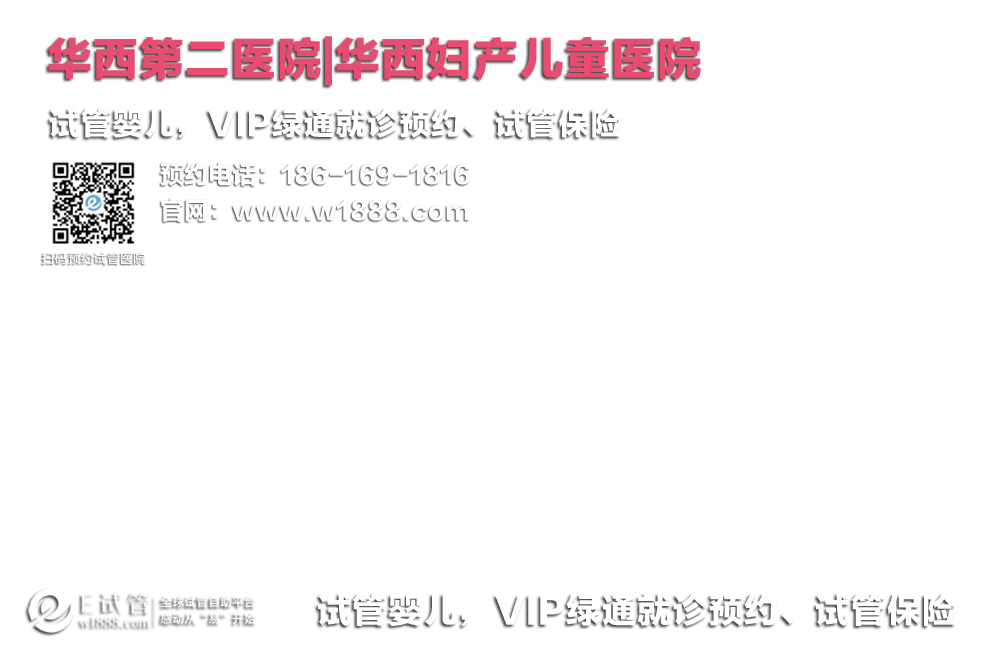 华西第二医院|华西妇产儿童医院
试管婴儿，VIP绿通就诊预约、试管保险
预约电话：186-169-1816
官网：www.w1888.com
扫码预约试管医院
E试管
w1888.com
全球试管自助平台
感动从“易”开始
试管婴儿，VIP绿通就诊预约、试管保险